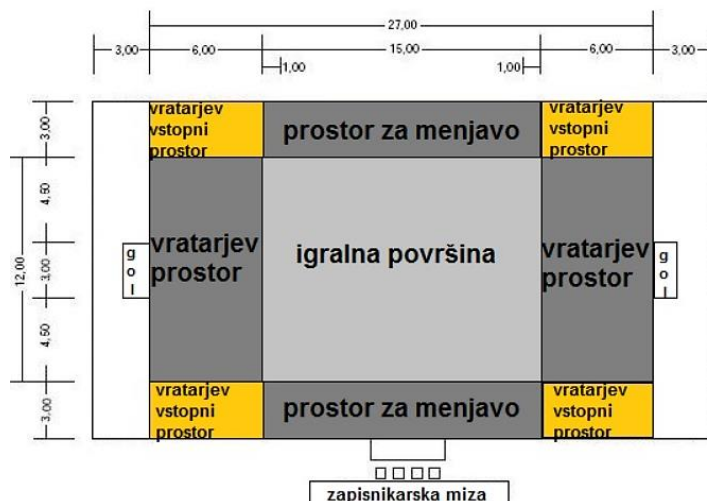 27,00
3,00 6,00 15,00 6,00 3,00
1,00 1,00
3,00
vratarjev
vstopni
prostor
prostor za menjavo
vratarjev
vstopni
prostor
4,50
12,00
3,00
4,50
gol
vratarjev
prostor
igralna površina
vratarjev
prostor
gol
3,00
vratarjev
vstopni
prostor
prostor za menjavo
vratarjev
vstopni
prostor
zapisnikarska miza